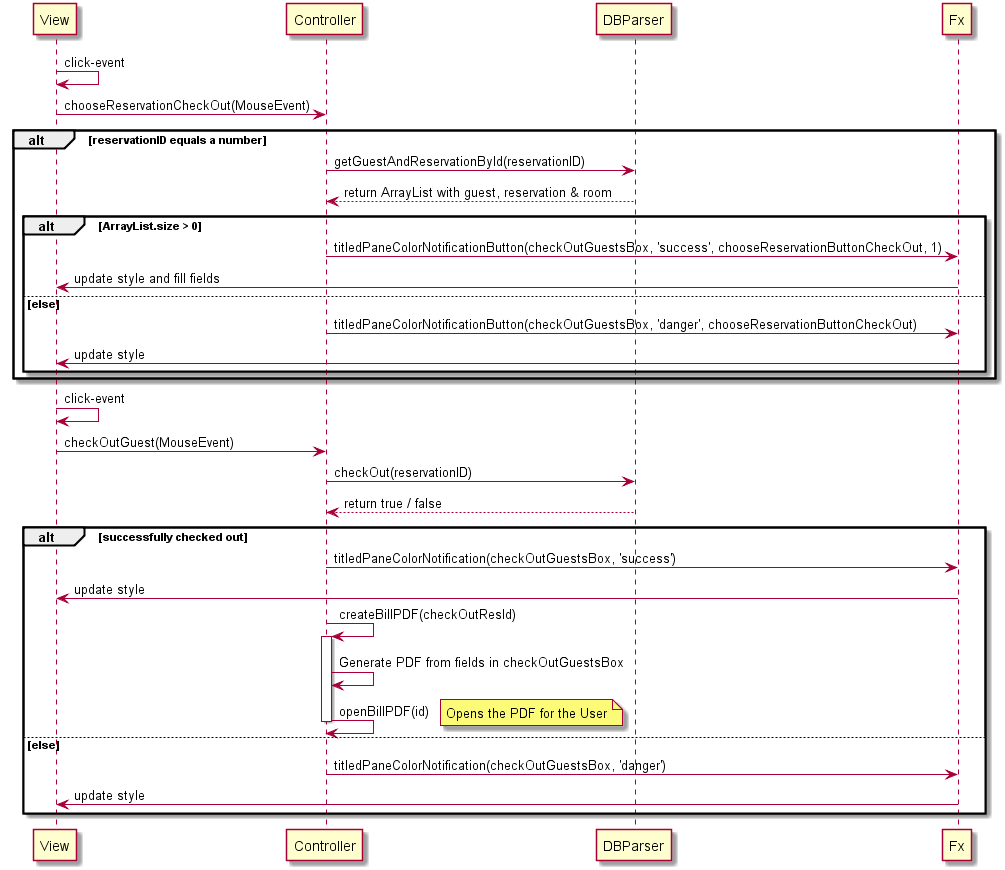 View Controller DBParser Fx
click-event
chooseReservationCheckOut(MouseEvent)
alt [reservationID equals a number]
getGuestAndReservationById(reservationID)
return ArrayList with guest, reservation & room
alt [ArrayList.size > 0]
titledPaneColorNotificationButton(checkOutGuestsBox, 'success', chooseReservationButtonCheckOut, 1)
update style and fill fields
[else]
titledPaneColorNotificationButton(checkOutGuestsBox, 'danger', chooseReservationButtonCheckOut)
update style
click-event
checkOutGuest(MouseEvent)
checkOut(reservationID)
return true / false
alt [successfully checked out]
titledPaneColorNotification(checkOutGuestsBox, 'success')
update style
createBillPDF(checkOutResId)
Generate PDF from fields in checkOutGuestsBox
openBillPDF(id) Opens the PDF for the User
[else]
titledPaneColorNotification(checkOutGuestsBox, 'danger')
update style
View Controller DBParser Fx